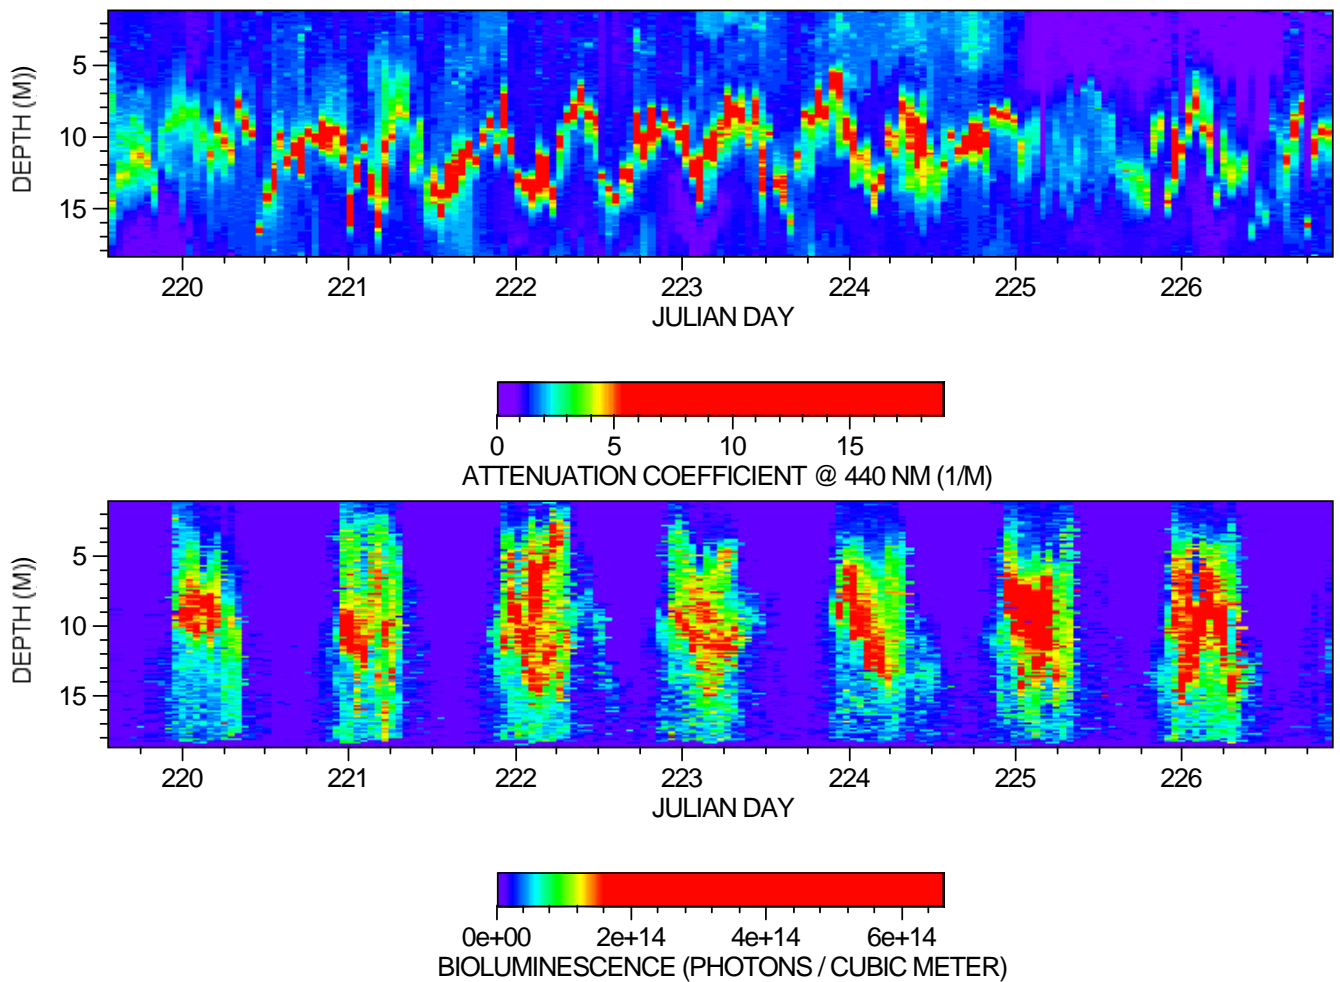 DEPTH (M))
5
10
15
220 221 222 223 224 225 226
JULIAN DAY
0 5 10 15
ATTENUATION COEFFICIENT @ 440 NM (1/M)
DEPTH (M))
5
10
15
220 221 222 223 224 225 226
JULIAN DAY
0e+00 2e+14 4e+14 6e+14
BIOLUMINESCENCE (PHOTONS / CUBIC METER)